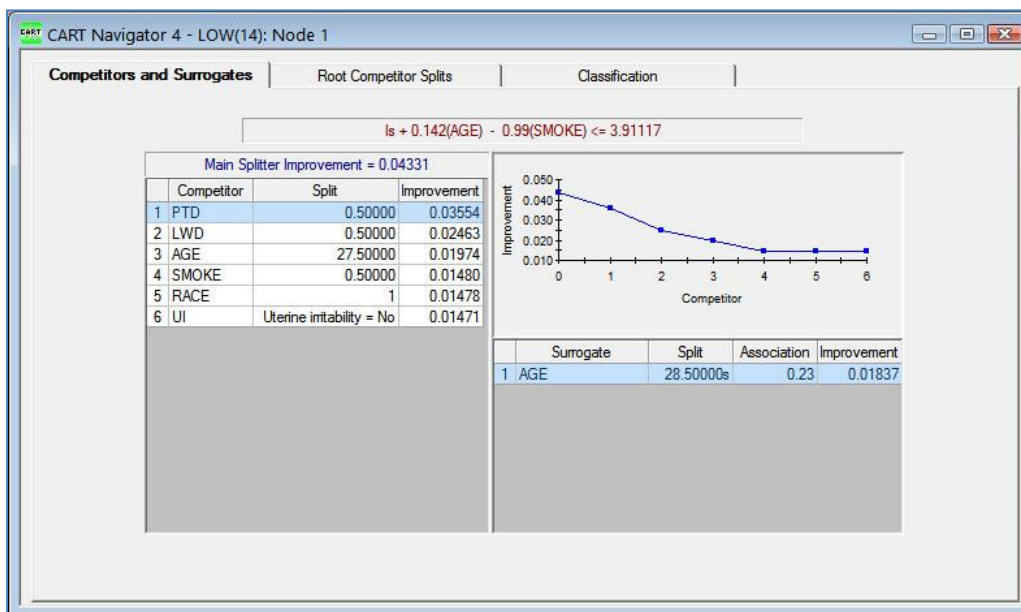 CART CART Navigator 4 - LOW(14): Node 1
Competitors and Surrogates Root Competitor Splits Classification
Is + 0.142(AGE) - 0.99(SMOKE) <= 3.91117
Main Splitter Improvement = 0.04331
Competitor Split Improvement
1 PTD 0.50000 0.03554
2 LWD 0.50000 0.02463
3 AGE 27.50000 0.01974
4 SMOKE 0.50000 0.01480
5 RACE 1 0.01478
6 UI Uterine irritability = No 0.01471
Improvement
0.050
0.040
0.030
0.020
0.010
0 1 2 3 4 5 6
Competitor
Surrogate Split Association Improvement
1 AGE 28.50000s 0.23 0.01837